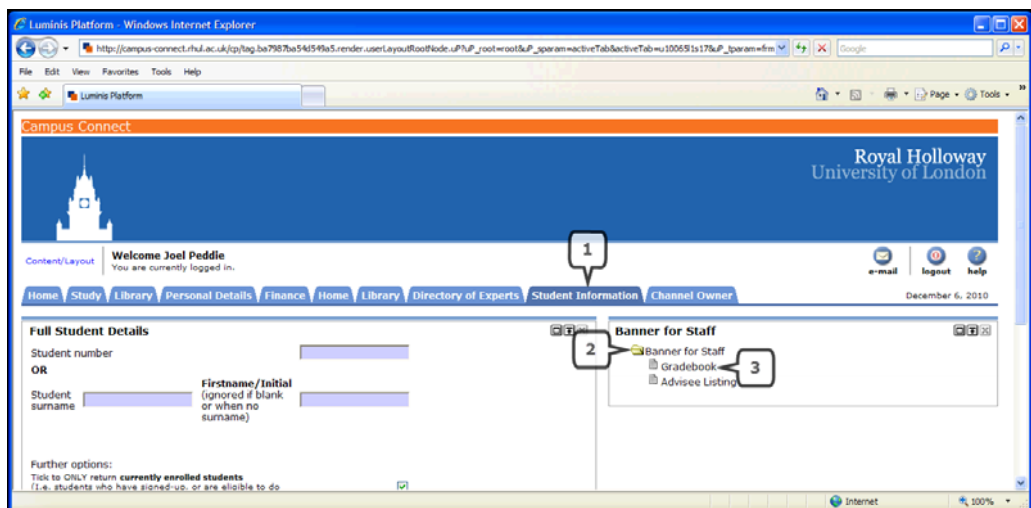 Luminis Platform - Windows Internet Explorer
http://campus-connect.rhul.ac.uk/cp/tag.ba7987ba54d549a5.render.userLayoutRootNode.uP?uP_root=root&uP_sparam=activeTab&activeTab=u1006511s17&uP_tparam=frm
Google
File Edit View Favorites Tools Help
Luminis Platform
Page Tools
Campus Connect
Royal Holloway
University of London
Content/Layout
Welcome Joel Peddie
You are currently logged in.
1
e-mail logout help
Home Study Library Personal Details Finance Home Library Directory of Experts Student Information Channel Owner
December 6, 2010
Full Student Details
Student number
OR
Student surname
Firstname/Initial
(ignored if blank
or when no
surname)
Further options:
Tick to ONLY return currently enrolled students
(I.e. students who have signed-up, or are eligible to do
Banner for Staff
2
Banner for Staff
Gradebook
3
Advisee Listing
Internet
100%